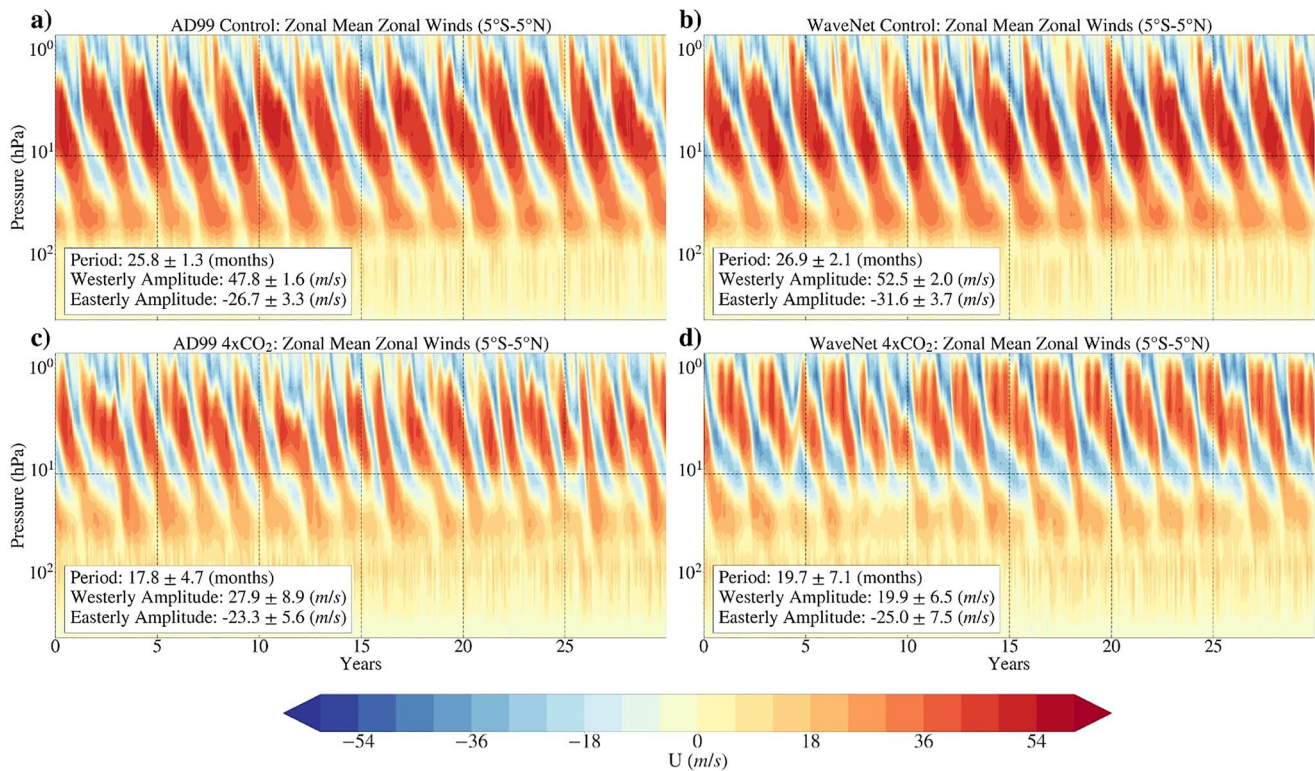 a) AD99 Control: Zonal Mean Zonal Winds (5°S-5°N)
b) WaveNet Control: Zonal Mean Zonal Winds (5°S-5°N)
Pressure (hPa)
10⁰
10¹
10²
10⁰
10¹
10²
Period: 25.8 ± 1.3 (months)
Westerly Amplitude: 47.8 ± 1.6 (m/s)
Easterly Amplitude: -26.7 ± 3.3 (m/s)
Period: 26.9 ± 2.1 (months)
Westerly Amplitude: 52.5 ± 2.0 (m/s)
Easterly Amplitude: -31.6 ± 3.7 (m/s)
c) AD99 4xCO₂: Zonal Mean Zonal Winds (5°S-5°N)
d) WaveNet 4xCO₂: Zonal Mean Zonal Winds (5°S-5°N)
Pressure (hPa)
10⁰
10¹
10²
10⁰
10¹
10²
Period: 17.8 ± 4.7 (months)
Westerly Amplitude: 27.9 ± 8.9 (m/s)
Easterly Amplitude: -23.3 ± 5.6 (m/s)
Period: 19.7 ± 7.1 (months)
Westerly Amplitude: 19.9 ± 6.5 (m/s)
Easterly Amplitude: -25.0 ± 7.5 (m/s)
0 5 10 15 20 25
0 5 10 15 20 25
Years
Years
−54 −36 −18 0 18 36 54
U (m/s)